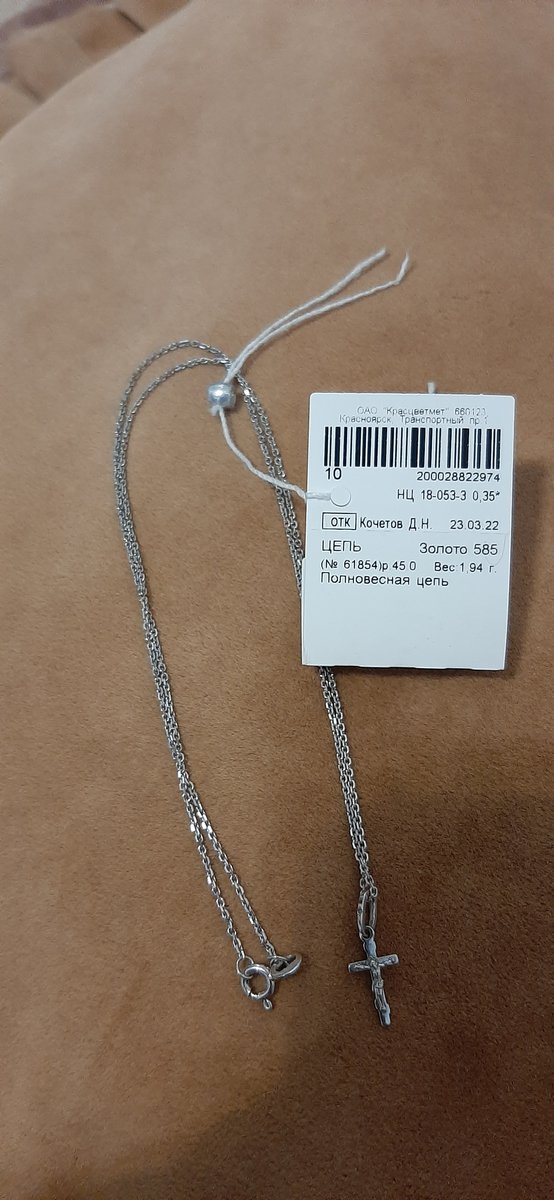 ОАО "Красцветмет" 660123
Красноярск, Транспортный пр.1
10 200028822974
НЦ 18-053-3 0,35*
ОТК Кочетов Д.Н. 23.03.22
ЦЕПЬ Золото 585
(№ 61854)р.45.0 Вес:1,94 г.
Полновесная цепь